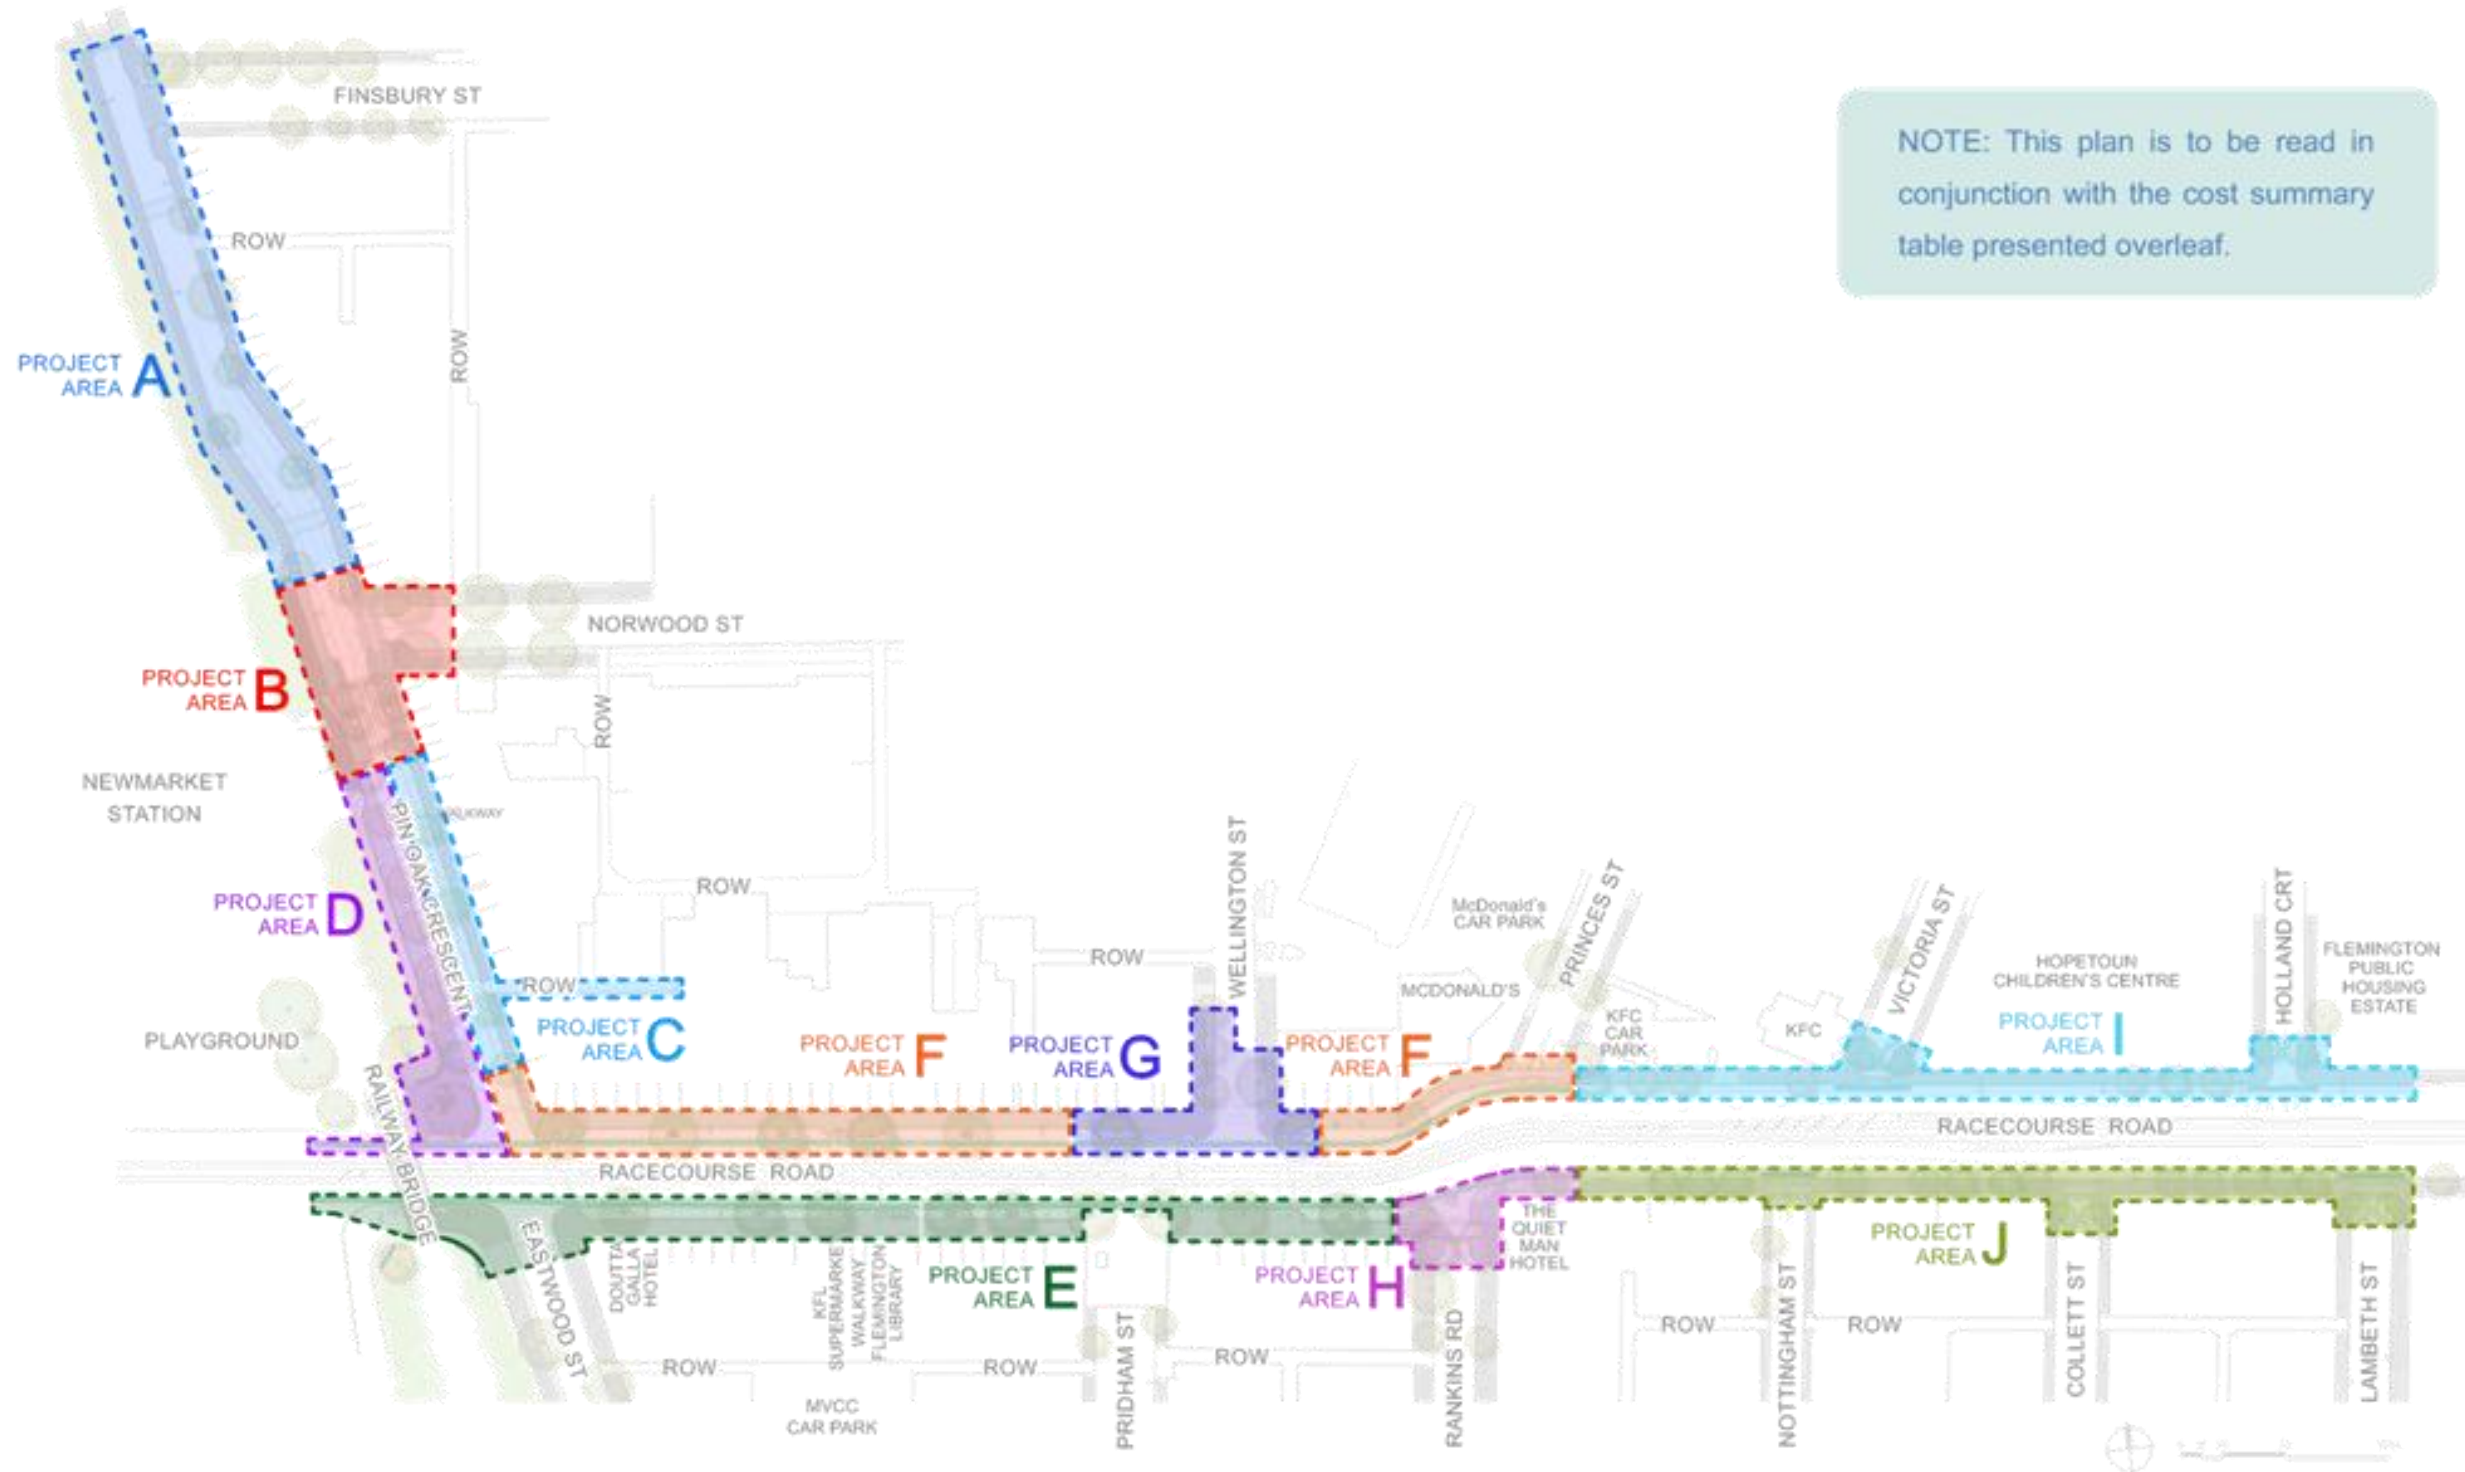 FINSBURY ST
NOTE: This plan is to be read in
conjunction with the cost summary
table presented overleaf.
ROW
ROW
PROJECT
AREA A
NORWOOD ST
PROJECT
AREA B
ROW
NEWMARKET
STATION
PIN OAK CRESCENT
ROW
WELLINGTON ST
PROJECT
AREA D
McDonald's
CAR PARK
PRINCES ST
VICTORIA ST
HOLLAND CRT
FLEMINGTON
PUBLIC
HOUSING
ESTATE
ROW
HOPETOUN
CHILDREN'S CENTRE
ROW
MCDONALD'S
PLAYGROUND
PROJECT
AREA C
PROJECT
AREA F
PROJECT
AREA G
PROJECT
AREA F
KFC
CAR
PARK
KFC
PROJECT
AREA I
RAILWAY BRIDGE
RACECOURSE ROAD
RACECOURSE ROAD
EASTWOOD ST
DOUTTA
GALLA
HOTEL
KFL
SUPERMARKE
WALKWAY
FLEMINGTON
LIBRARY
PROJECT
AREA E
PROJECT
AREA H
THE
QUIET
MAN
HOTEL
PROJECT
AREA J
PRIDHAM ST
RANKINS RD
NOTTINGHAM ST
COLLETT ST
LAMBETH ST
ROW
ROW
ROW
ROW
ROW
MVCC
CAR PARK